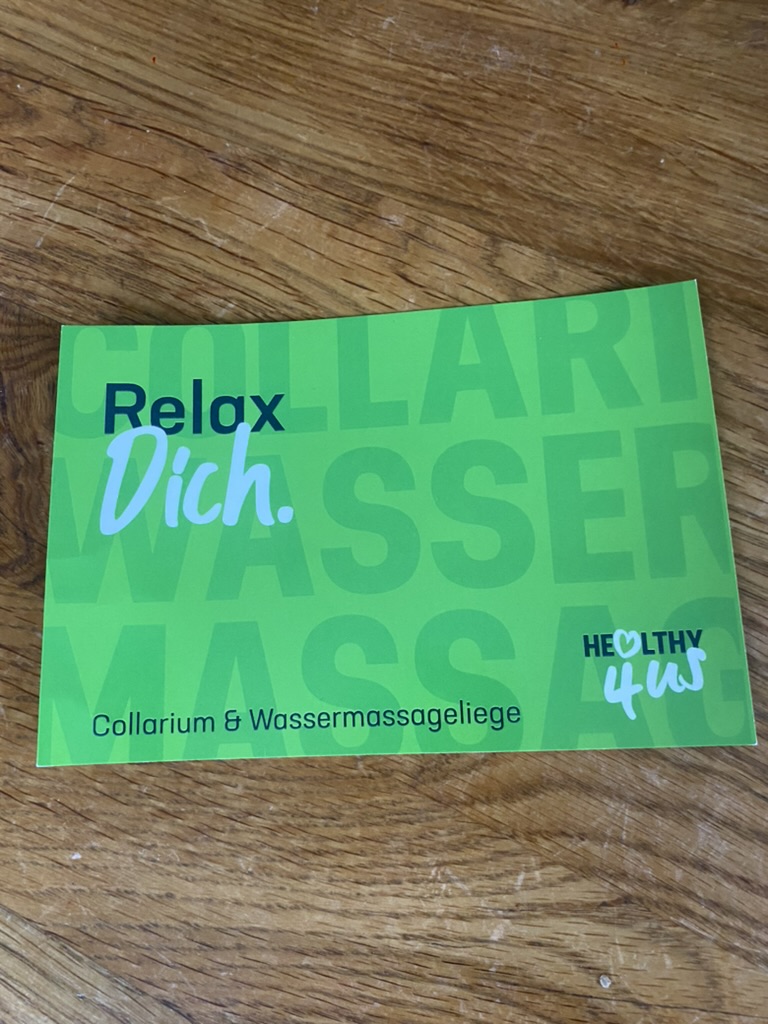 COLLARI
WASSER
MASSAG
Relax
Dich.
Collarium & Wassermassageliege
HEALTHY
4us